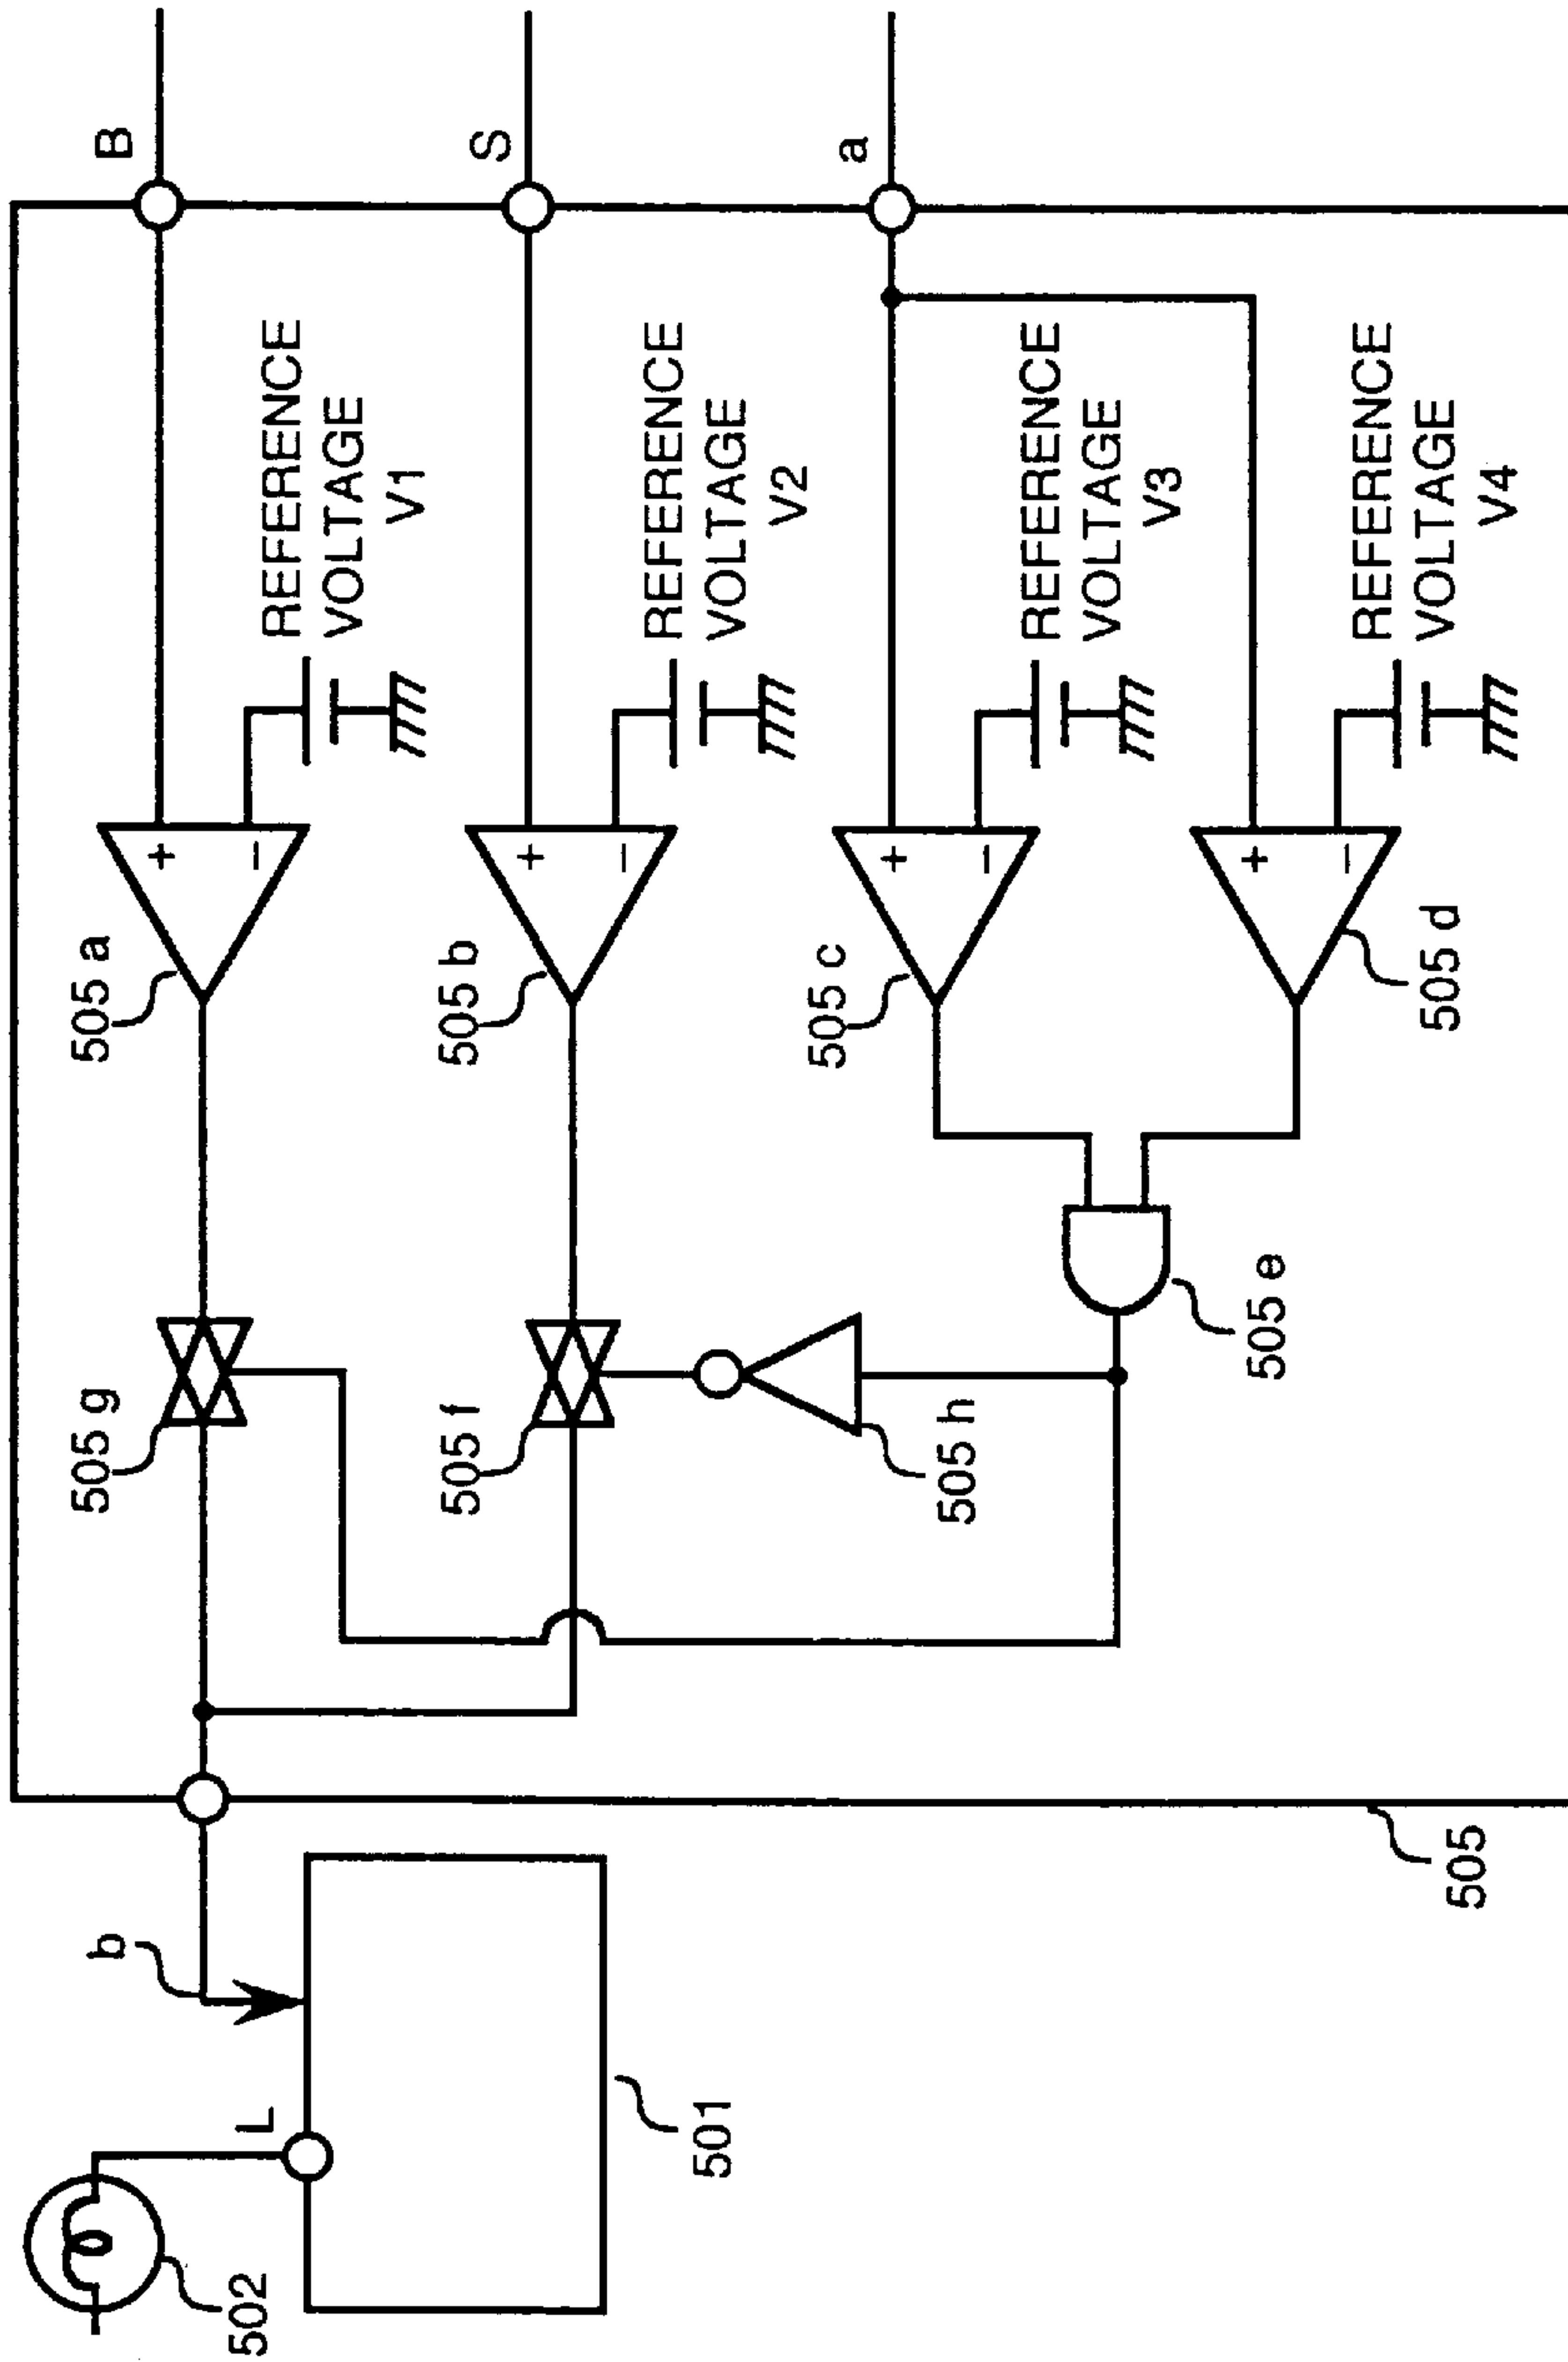 B
S
a
REFERENCE
VOLTAGE
V1
REFERENCE
VOLTAGE
V2
REFERENCE
VOLTAGE
V3
REFERENCE
VOLTAGE
V4
+
−
+
−
+
−
+
−
505 a
505 b
505 c
505 d
505 e
505 g
505 f
505 h
505
b
L
501
502